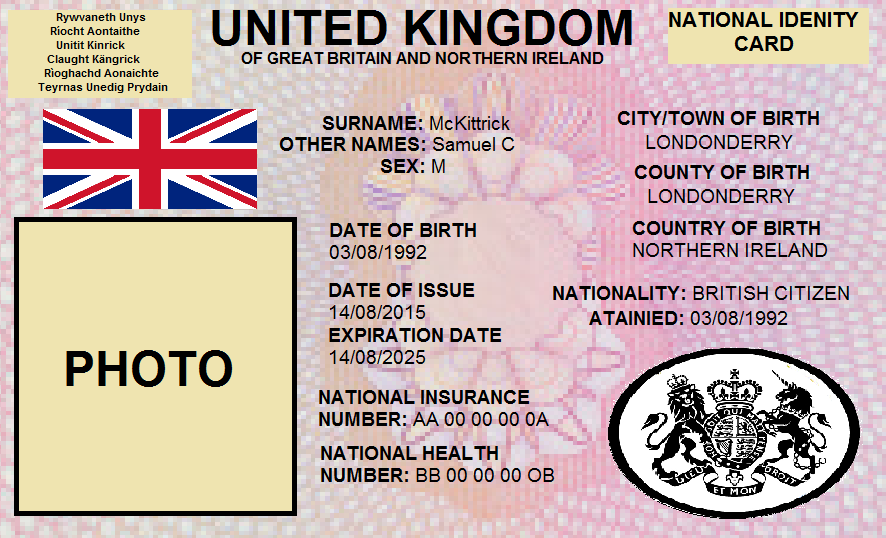 Rywvaneth Unys
Ríocht Aontaithe
Unitit Kinrick
Claught Kängrick
Rìoghachd Aonaichte
Teyrnas Unedig Prydain
UNITED KINGDOM
OF GREAT BRITAIN AND NORTHERN IRELAND
NATIONAL IDENITY
CARD
SURNAME: McKittrick
OTHER NAMES: Samuel C
SEX: M
CITY/TOWN OF BIRTH
LONDONDERRY
COUNTY OF BIRTH
LONDONDERRY
COUNTRY OF BIRTH
NORTHERN IRELAND
DATE OF BIRTH
03/08/1992
DATE OF ISSUE
14/08/2015
EXPIRATION DATE
14/08/2025
NATIONALITY: BRITISH CITIZEN
ATAINIED: 03/08/1992
PHOTO
NATIONAL INSURANCE
NUMBER: AA 00 00 00 0A
NATIONAL HEALTH
NUMBER: BB 00 00 00 OB
DIEU ET MON DROIT